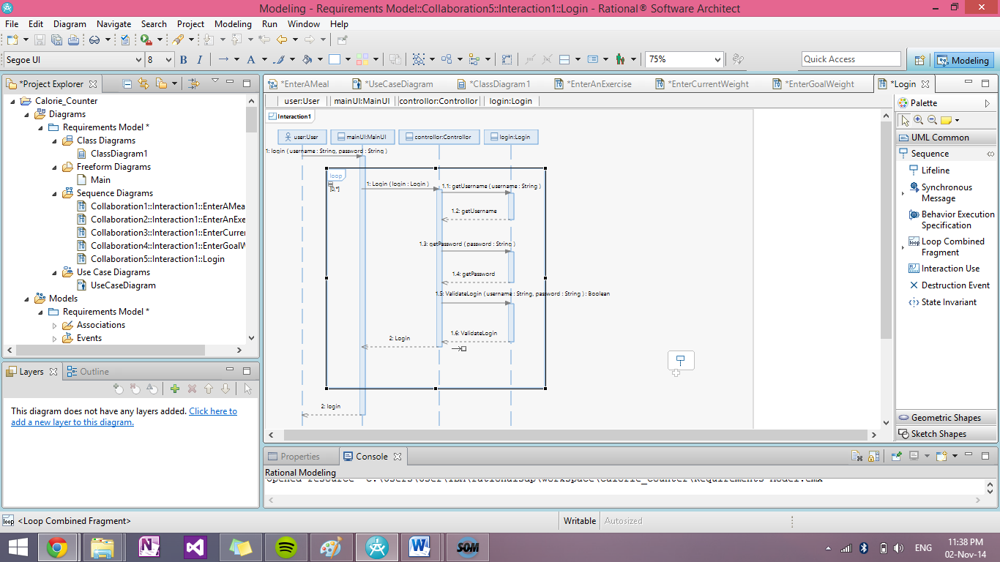 Modeling - Requirements Model::Collaboration5::Interaction1::Login - Rational® Software Architect
File Edit Diagram Navigate Search Project Modeling Run Window Help
Segoe UI 8 B I A 75% Quick Access Modeling
*Project Explorer
Calorie_Counter
Diagrams
Requirements Model *
Class Diagrams
ClassDiagram1
Freeform Diagrams
Main
Sequence Diagrams
Collaboration1::Interaction1::EnterAMea
Collaboration2::Interaction1::EnterAnExe
Collaboration3::Interaction1::EnterCurren
Collaboration4::Interaction1::EnterGoalW
Collaboration5::Interaction1::Login
Use Case Diagrams
UseCaseDiagram
Models
Requirements Model *
Associations
Events
Layers Outline
This diagram does not have any layers added. Click here to
add a new layer to this diagram.
*EnterAMeal *UseCaseDiagram *ClassDiagram1 *EnterAnExercise *EnterCurrentWeight *EnterGoalWeight *Login
user:User mainUI:MainUI controllor:Controllor login:Login
Interaction1
user:User mainUI:MainUI controllor:Controllor login:Login
1: login ( username : String, password : String )
loop
[0,*]
1: Login ( login : Login )
1.1: getUsername ( username : String )
1.2: getUsername
1.3: getPassword ( password : String )
1.4: getPassword
1.5: ValidateLogin ( username : String, password : String ) : Boolean
1.6: ValidateLogin
2: Login
2: login
Palette
UML Common
Sequence
Lifeline
Synchronous
Message
Behavior Execution
Specification
Loop Combined
Fragment
Interaction Use
Destruction Event
State Invariant
Geometric Shapes
Sketch Shapes
Properties Console
Rational Modeling
Opened resource 'C:\Users\User\IBM\rationalsdp\workspace\Calorie_Counter\Requirements Model.emx'
loop <Loop Combined Fragment> Writable Autosized
N W SOM ENG
11:38 PM
02-Nov-14